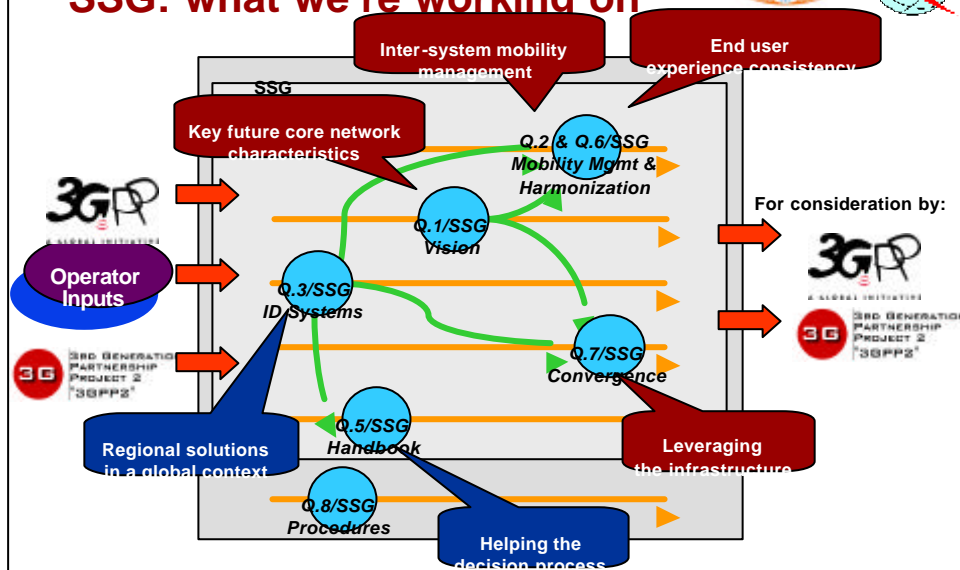 SSG: what we're working on
Inter-system mobility
management
End user
experience consistency
SSG
Key future core network
characteristics
Q.2 & Q.6/SSG
Mobility Mgmt &
Harmonization
3GPP
A GLOBAL INITIATIVE
Q.1/SSG
Vision
For consideration by:
3GPP
A GLOBAL INITIATIVE
Operator
Inputs
Q.3/SSG
ID Systems
3G
3RD GENERATION
PARTNERSHIP
PROJECT 2
"3GPP2"
3G
3RD GENERATION
PARTNERSHIP
PROJECT 2
"3GPP2"
Q.7/SSG
Convergence
Regional solutions
in a global context
Q.5/SSG
Handbook
Leveraging
the infrastructure
Q.8/SSG
Procedures
Helping the
decision process